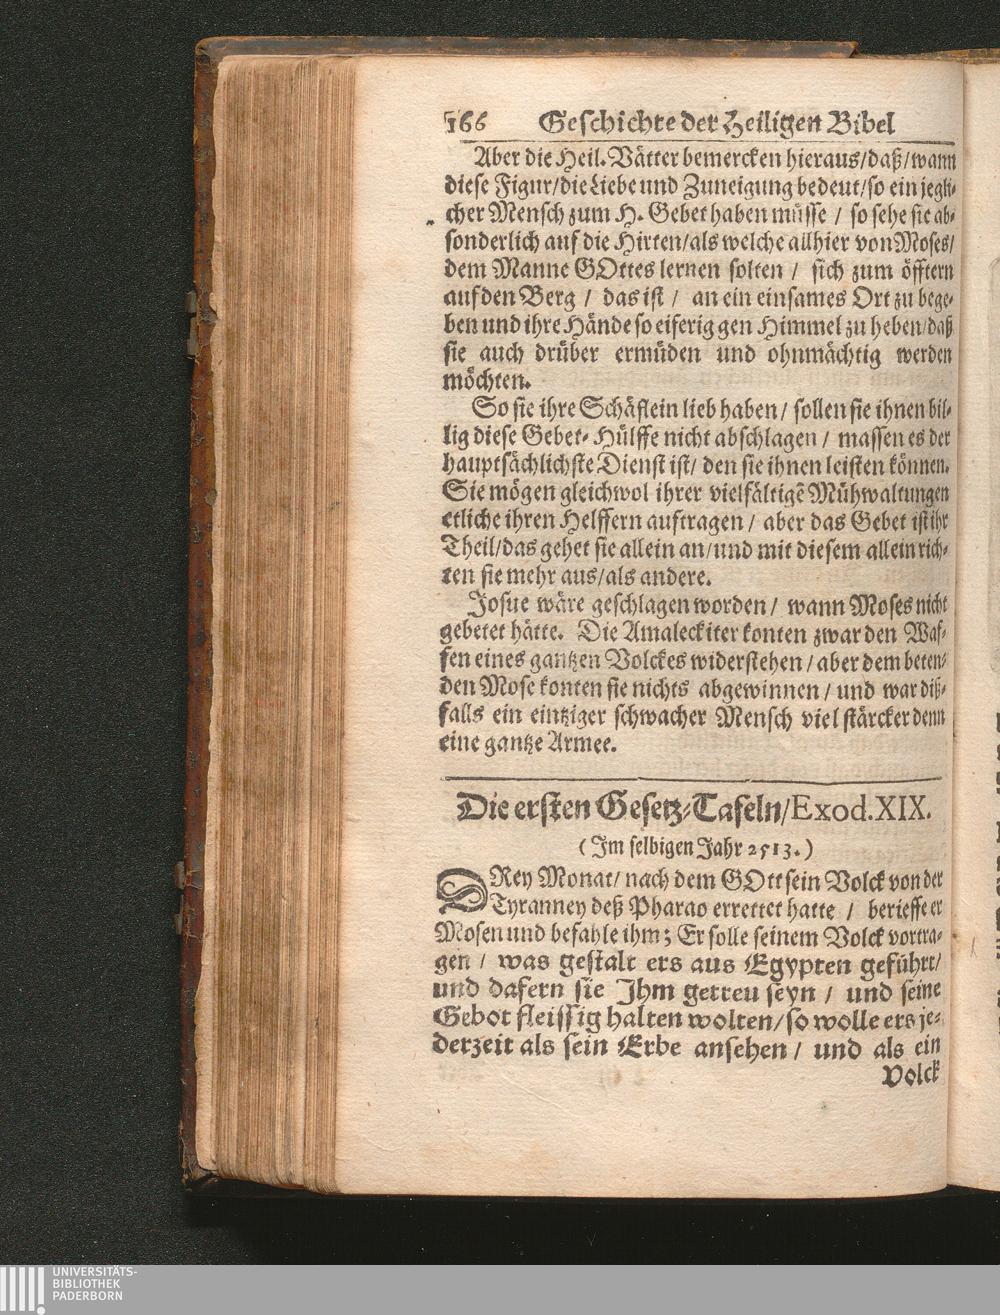 166 Geschichte der Heiligen Bibel
Aber die Heil. Vätter bemercken hieraus/daß/wann
diese Figur/die Liebe und Zuneigung bedeut/so ein jegli-
cher Mensch zum H. Gebet haben müsse / so sehe sie ab-
sonderlich auf die Hirten/als welche allhier von Moses/
dem Manne GOttes lernen solten / sich zum öfftern
auf den Berg / das ist / an ein einsames Ort zu bege-
ben und ihre Hände so eiferig gen Himmel zu heben/daß
sie auch drüber ermüden und ohnmächtig werden
möchten.
So sie ihre Schäflein lieb haben / sollen sie ihnen bil-
lig diese Gebet-Hülffe nicht abschlagen / massen es der
hauptsächlichste Dienst ist/ den sie ihnen leisten können.
Sie mögen gleichwol ihrer vielfältigẽ Mühwaltungen
etliche ihren Helffern auftragen / aber das Gebet ist ihr
Theil/das gehet sie allein an/und mit diesem allein rich-
ten sie mehr aus/als andere.
Josue wäre geschlagen worden / wann Moses nicht
gebetet hätte. Die Amaleckiter konten zwar den Waf-
fen eines gantzen Volckes widerstehen / aber dem beten-
den Mose konten sie nichts abgewinnen / und war diß-
falls ein eintziger schwacher Mensch viel stärcker denn
eine gantze Armee.
Die ersten Gesetz-Tafeln/Exod.XIX.
(Im selbigen Jahr 2513.)
DRey Monat/ nach dem GOtt sein Volck von der
Tyranney deß Pharao errettet hatte / berieffe er
Mosen und befahle ihm; Er solle seinem Volck vortra-
gen / was gestalt ers aus Egypten geführt/
und dafern sie Ihm getreu seyn / und seine
Gebot fleissig halten wolten/so wolle ers je-
derzeit als sein Erbe ansehen / und als ein
Volck
UNIVERSITÄTS-
BIBLIOTHEK
PADERBORN